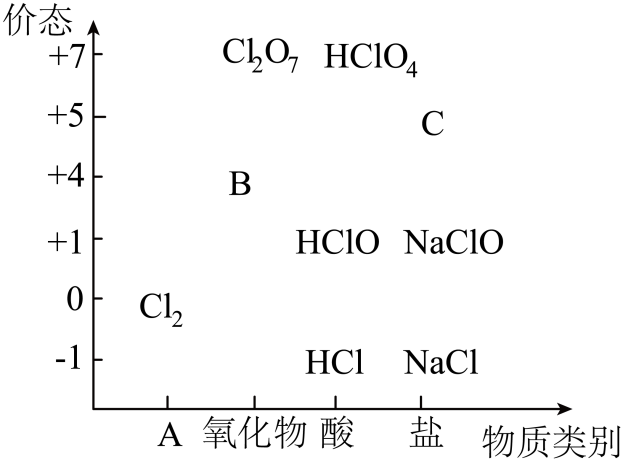 价态
+7 Cl₂O₇ HClO₄
+5 C
+4 B
+1 HClO NaClO
0 Cl₂
-1 HCl NaCl
A 氧化物 酸 盐 物质类别